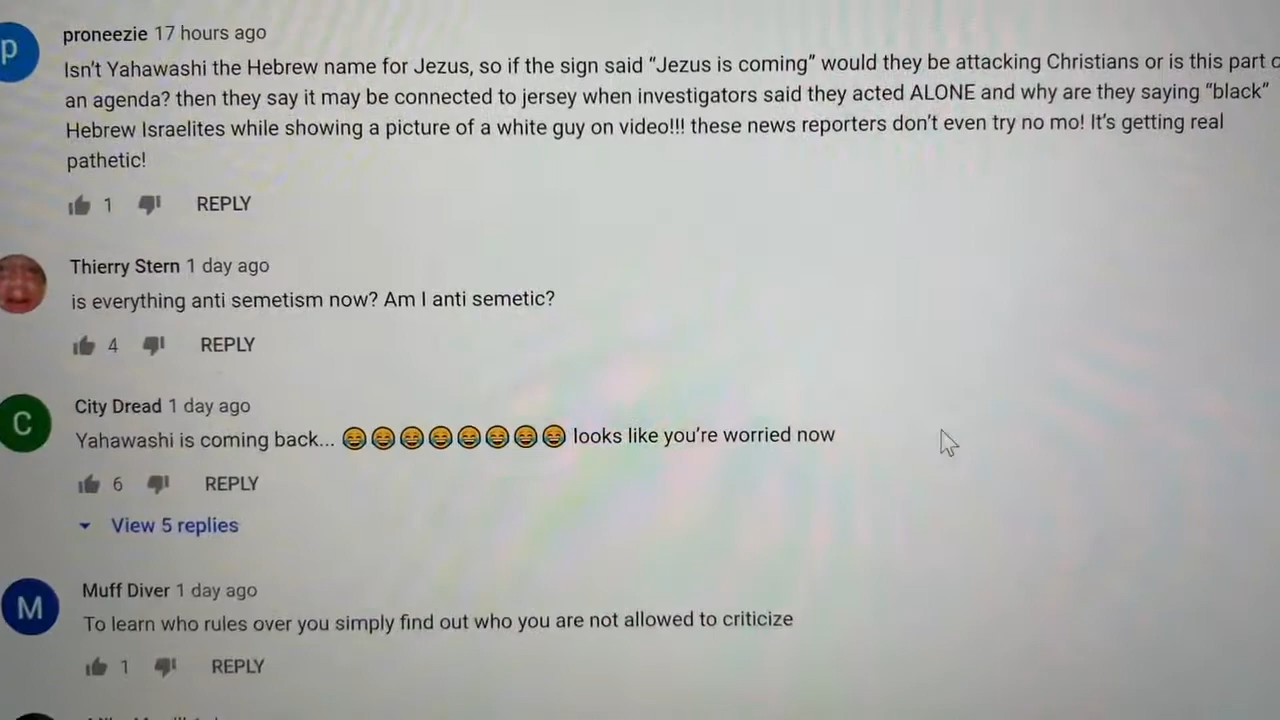 P
proneezie 17 hours ago
Isn't Yahawashi the Hebrew name for Jezus, so if the sign said “Jezus is coming” would they be attacking Christians or is this part
an agenda? then they say it may be connected to jersey when investigators said they acted ALONE and why are they saying “black”
Hebrew Israelites while showing a picture of a white guy on video!!! these news reporters don't even try no mo! It's getting real
pathetic!
1 REPLY
Thierry Stern 1 day ago
is everything anti semetism now? Am I anti semetic?
4 REPLY
C
City Dread 1 day ago
Yahawashi is coming back... 😂😂😂😂😂😂😂😂 looks like you're worried now
6 REPLY
View 5 replies
M
Muff Diver 1 day ago
To learn who rules over you simply find out who you are not allowed to criticize
1 REPLY